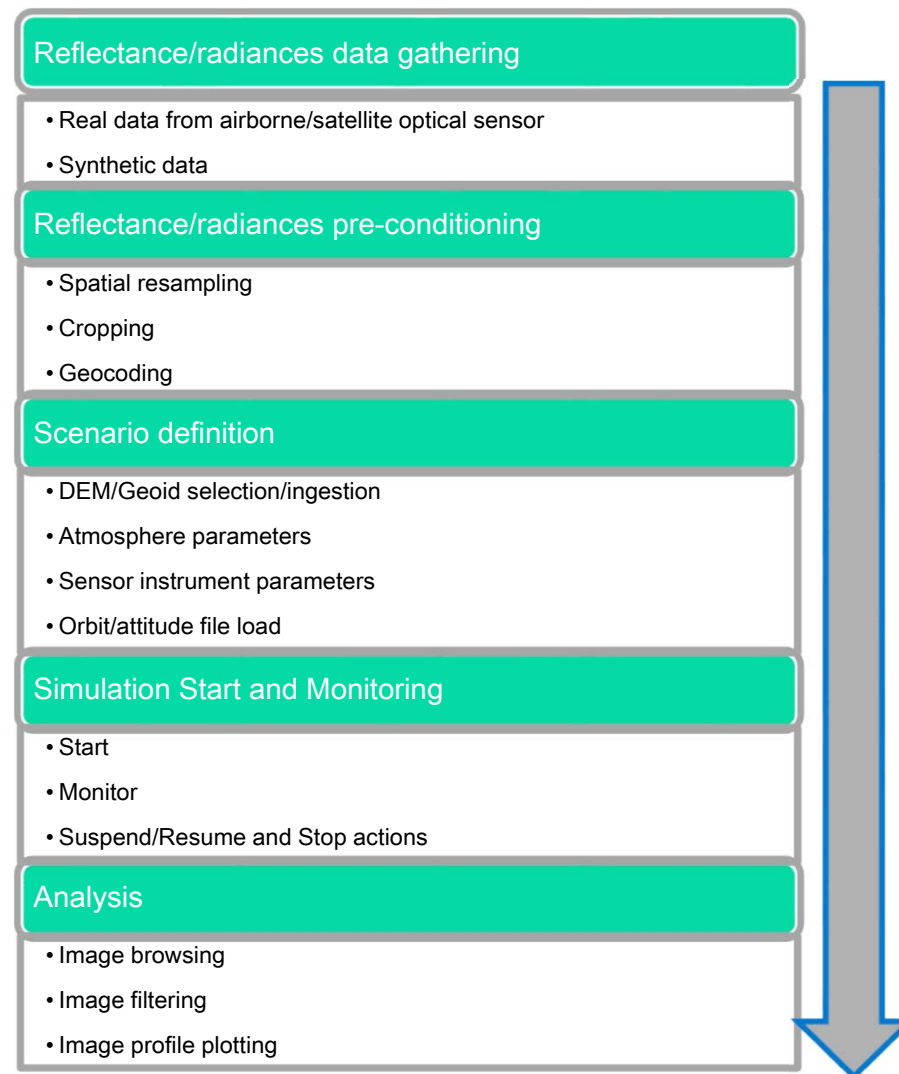 Reflectance/radiances data gathering
• Real data from airborne/satellite optical sensor
• Synthetic data
Reflectance/radiances pre-conditioning
• Spatial resampling
• Cropping
• Geocoding
Scenario definition
• DEM/Geoid selection/ingestion
• Atmosphere parameters
• Sensor instrument parameters
• Orbit/attitude file load
Simulation Start and Monitoring
• Start
• Monitor
• Suspend/Resume and Stop actions
Analysis
• Image browsing
• Image filtering
• Image profile plotting